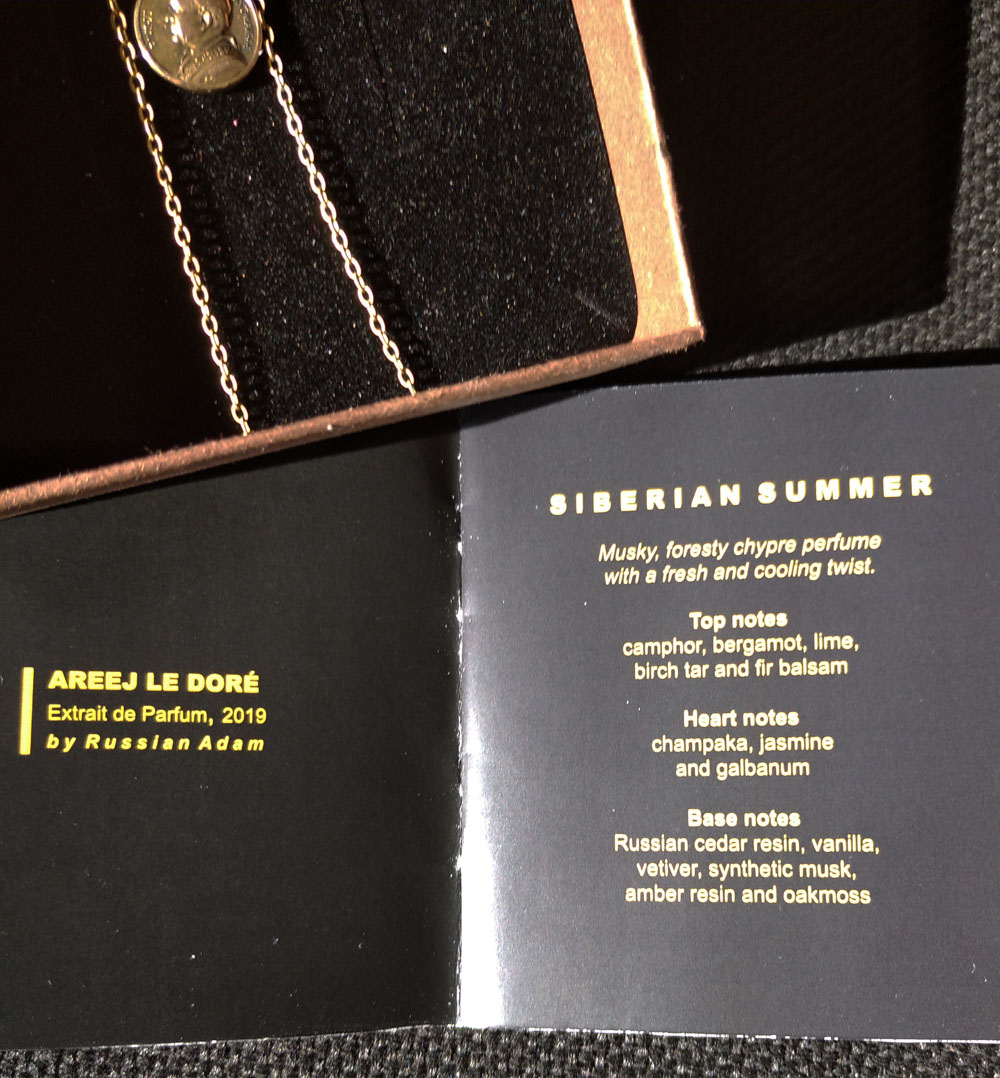 AREEJ LE DORÉ
Extrait de Parfum, 2019
by Russian Adam
SIBERIAN SUMMER
Musky, foresty chypre perfume
with a fresh and cooling twist.
Top notes
camphor, bergamot, lime,
birch tar and fir balsam
Heart notes
champaka, jasmine
and galbanum
Base notes
Russian cedar resin, vanilla,
vetiver, synthetic musk,
amber resin and oakmoss